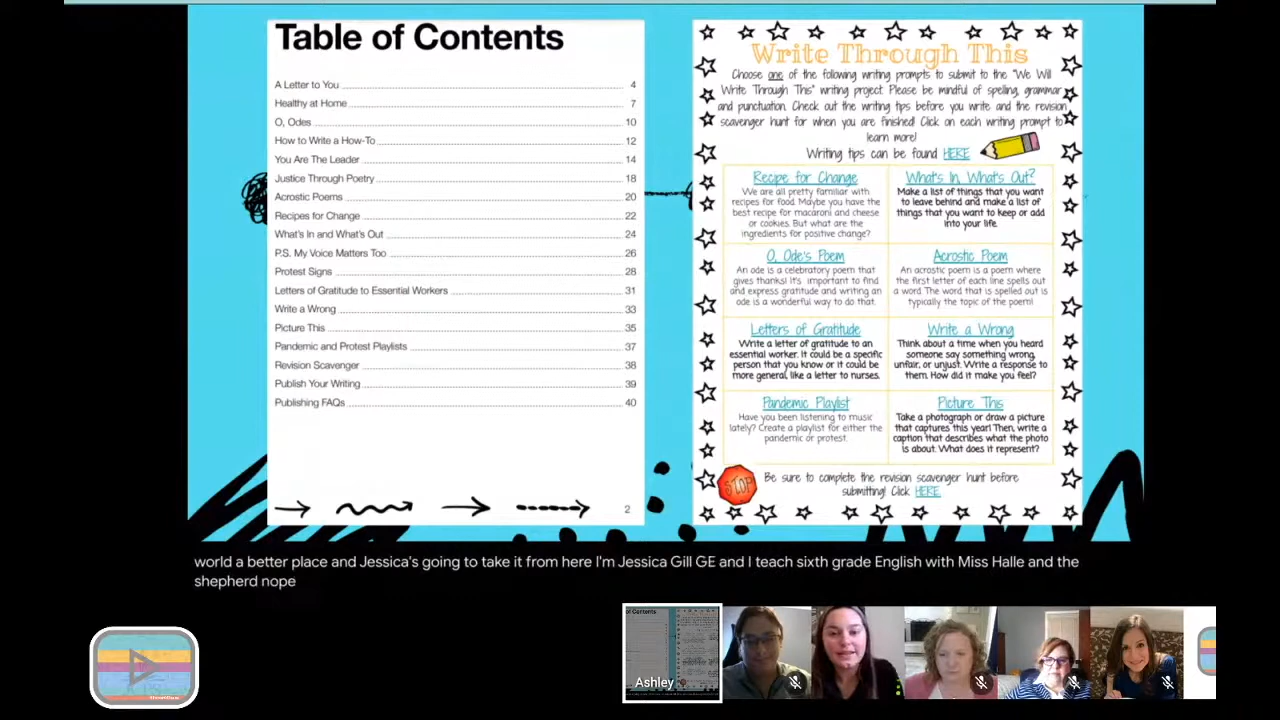 Table of Contents
A Letter to You 4
Healthy at Home 7
O, Odes 10
How to Write a How-To 12
You Are The Leader 14
Justice Through Poetry 18
Acrostic Poems 20
Recipes for Change 22
What's In and What's Out 24
P.S. My Voice Matters Too 26
Protest Signs 28
Letters of Gratitude to Essential Workers 31
Write a Wrong 33
Picture This 35
Pandemic and Protest Playlists 37
Revision Scavenger 38
Publish Your Writing 39
Publishing FAQs 40
2
Write Through This
Choose one of the following writing prompts to submit to the "We Will
Write Through This" writing project. Please be mindful of spelling, grammar
and punctuation. Check out the writing tips before you write and the revision
scavenger hunt for when you are finished! Click on each writing prompt to
learn more!
Writing tips can be found HERE
Recipe for Change
We are all pretty familiar with
recipes for food. Maybe you have the
best recipe for macaroni and cheese
or cookies. But what are the
ingredients for positive change?
What's In, What's Out?
Make a list of things that you want
to leave behind and make a list of
things that you want to keep or add
into your life.
O, Ode's Poem
An ode is a celebratory poem that
gives thanks! It's important to find
and express gratitude and writing an
ode is a wonderful way to do that.
Acrostic Poem
An acrostic poem is a poem where
the first letter of each line spells out
a word. The word that is spelled out is
typically the topic of the poem!
Letters of Gratitude
Write a letter of gratitude to an
essential worker. It could be a specific
person that you know or it could be
more general, like a letter to nurses.
Write a Wrong
Think about a time when you heard
someone say something wrong,
unfair, or unjust. Write a response to
them. How did it make you feel?
Pandemic Playlist
Have you been listening to music
lately? Create a playlist for either the
pandemic or protest.
Picture This
Take a photograph or draw a picture
that captures this year! Then, write a
caption that describes what the photo
is about. What does it represent?
STOP
Be sure to complete the revision scavenger hunt before
submitting! Click HERE
world a better place and Jessica's going to take it from here I'm Jessica Gill GE and I teach sixth grade English with Miss Halle and the
shepherd nope
Ashley